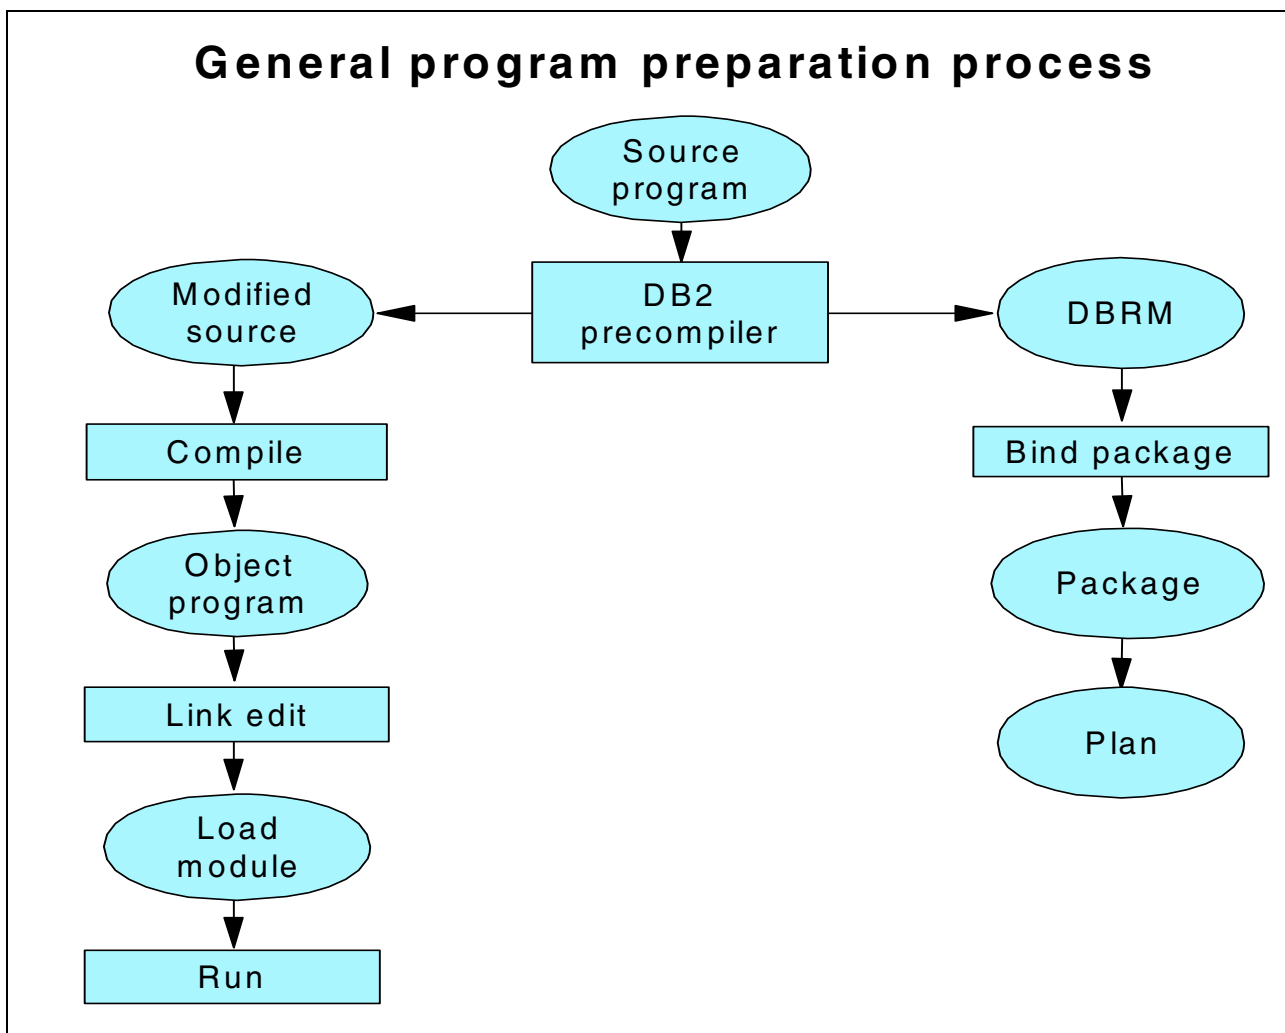 General program preparation process
Source
program
Modified
source
DB2
precompiler
DBRM
Compile
Bind package
Object
program
Package
Link edit
Plan
Load
module
Run